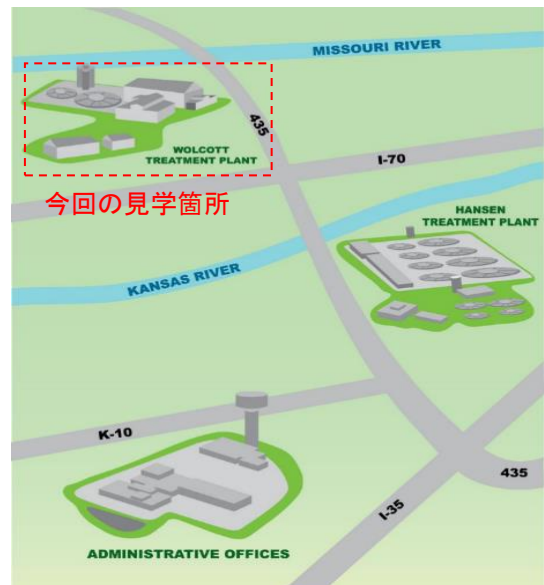 MISSOURI RIVER
435
WOLCOTT
TREATMENT PLANT
I-70
今回の見学箇所
HANSEN
TREATMENT PLANT
KANSAS RIVER
K-10
435
I-35
ADMINISTRATIVE OFFICES